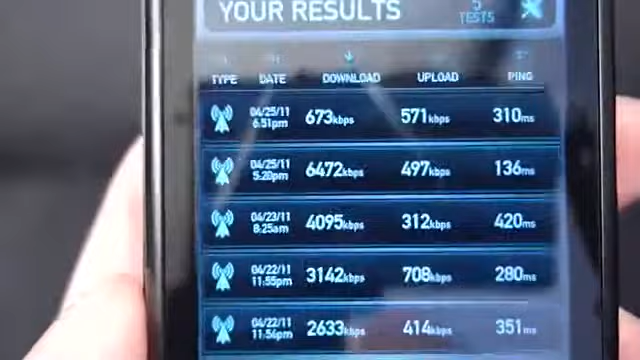 YOUR RESULTS
5
TESTS
TYPE DATE DOWNLOAD UPLOAD PING
04/25/11 6:51pm 673kbps 571kbps 310ms
04/25/11 5:20pm 6472kbps 497kbps 136ms
04/23/11 8:25am 4095kbps 312kbps 420ms
04/22/11 11:55pm 3142kbps 708kbps 280ms
04/22/11 11:54pm 2633kbps 414kbps 351ms